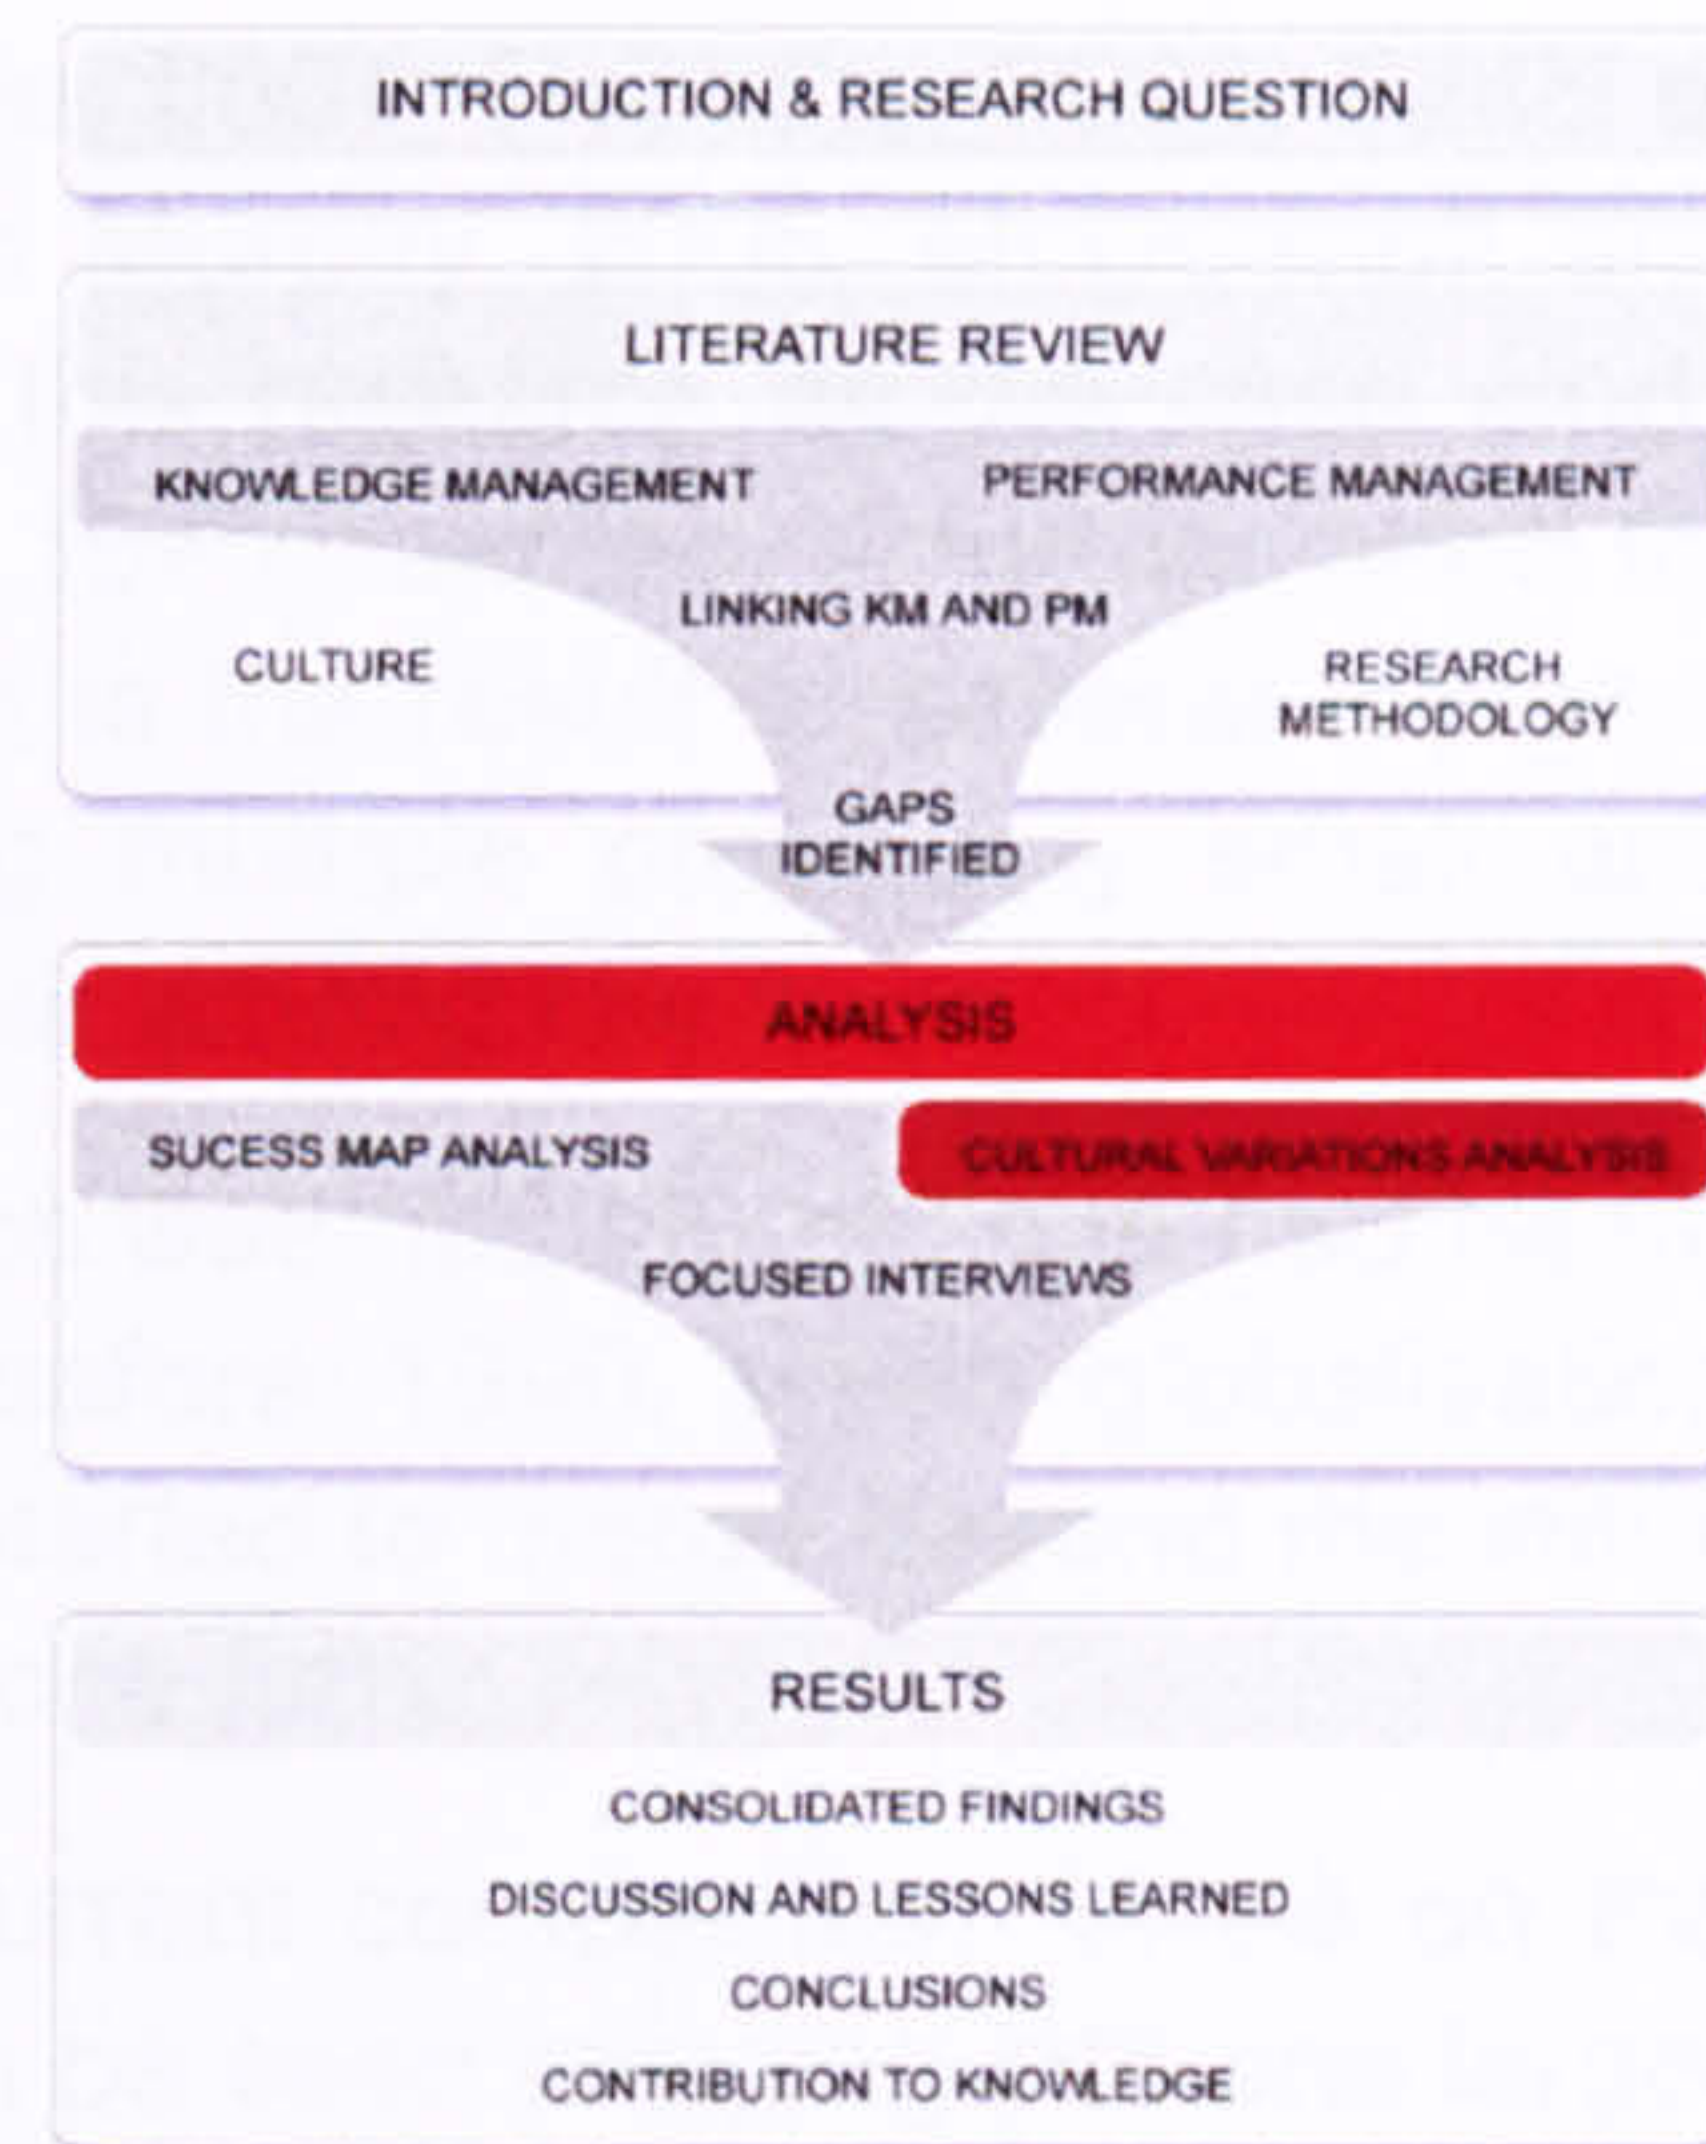 INTRODUCTION & RESEARCH QUESTION
LITERATURE REVIEW
KNOWLEDGE MANAGEMENT
PERFORMANCE MANAGEMENT
LINKING KM AND PM
CULTURE
RESEARCH
METHODOLOGY
GAPS
IDENTIFIED
ANALYSIS
SUCESS MAP ANALYSIS
CULTURAL VARIATIONS ANALYSIS
FOCUSED INTERVIEWS
RESULTS
CONSOLIDATED FINDINGS
DISCUSSION AND LESSONS LEARNED
CONCLUSIONS
CONTRIBUTION TO KNOWLEDGE